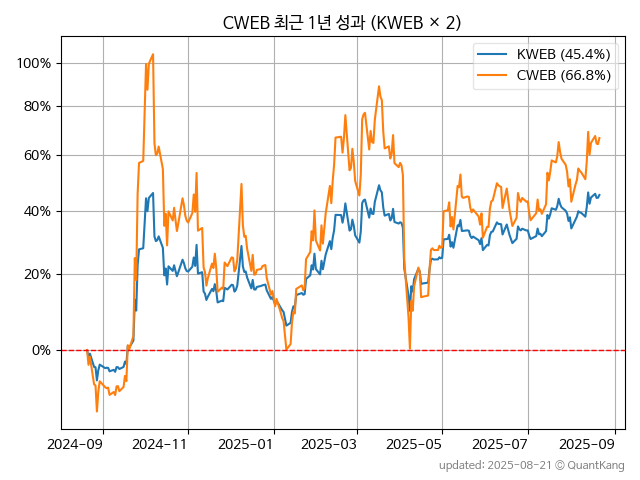 CWEB 최근 1년 성과 (KWEB × 2)
KWEB (45.4%)
CWEB (66.8%)
100%
80%
60%
40%
20%
0%
2024-09 2024-11 2025-01 2025-03 2025-05 2025-07 2025-09
updated: 2025-08-21 © QuantKang